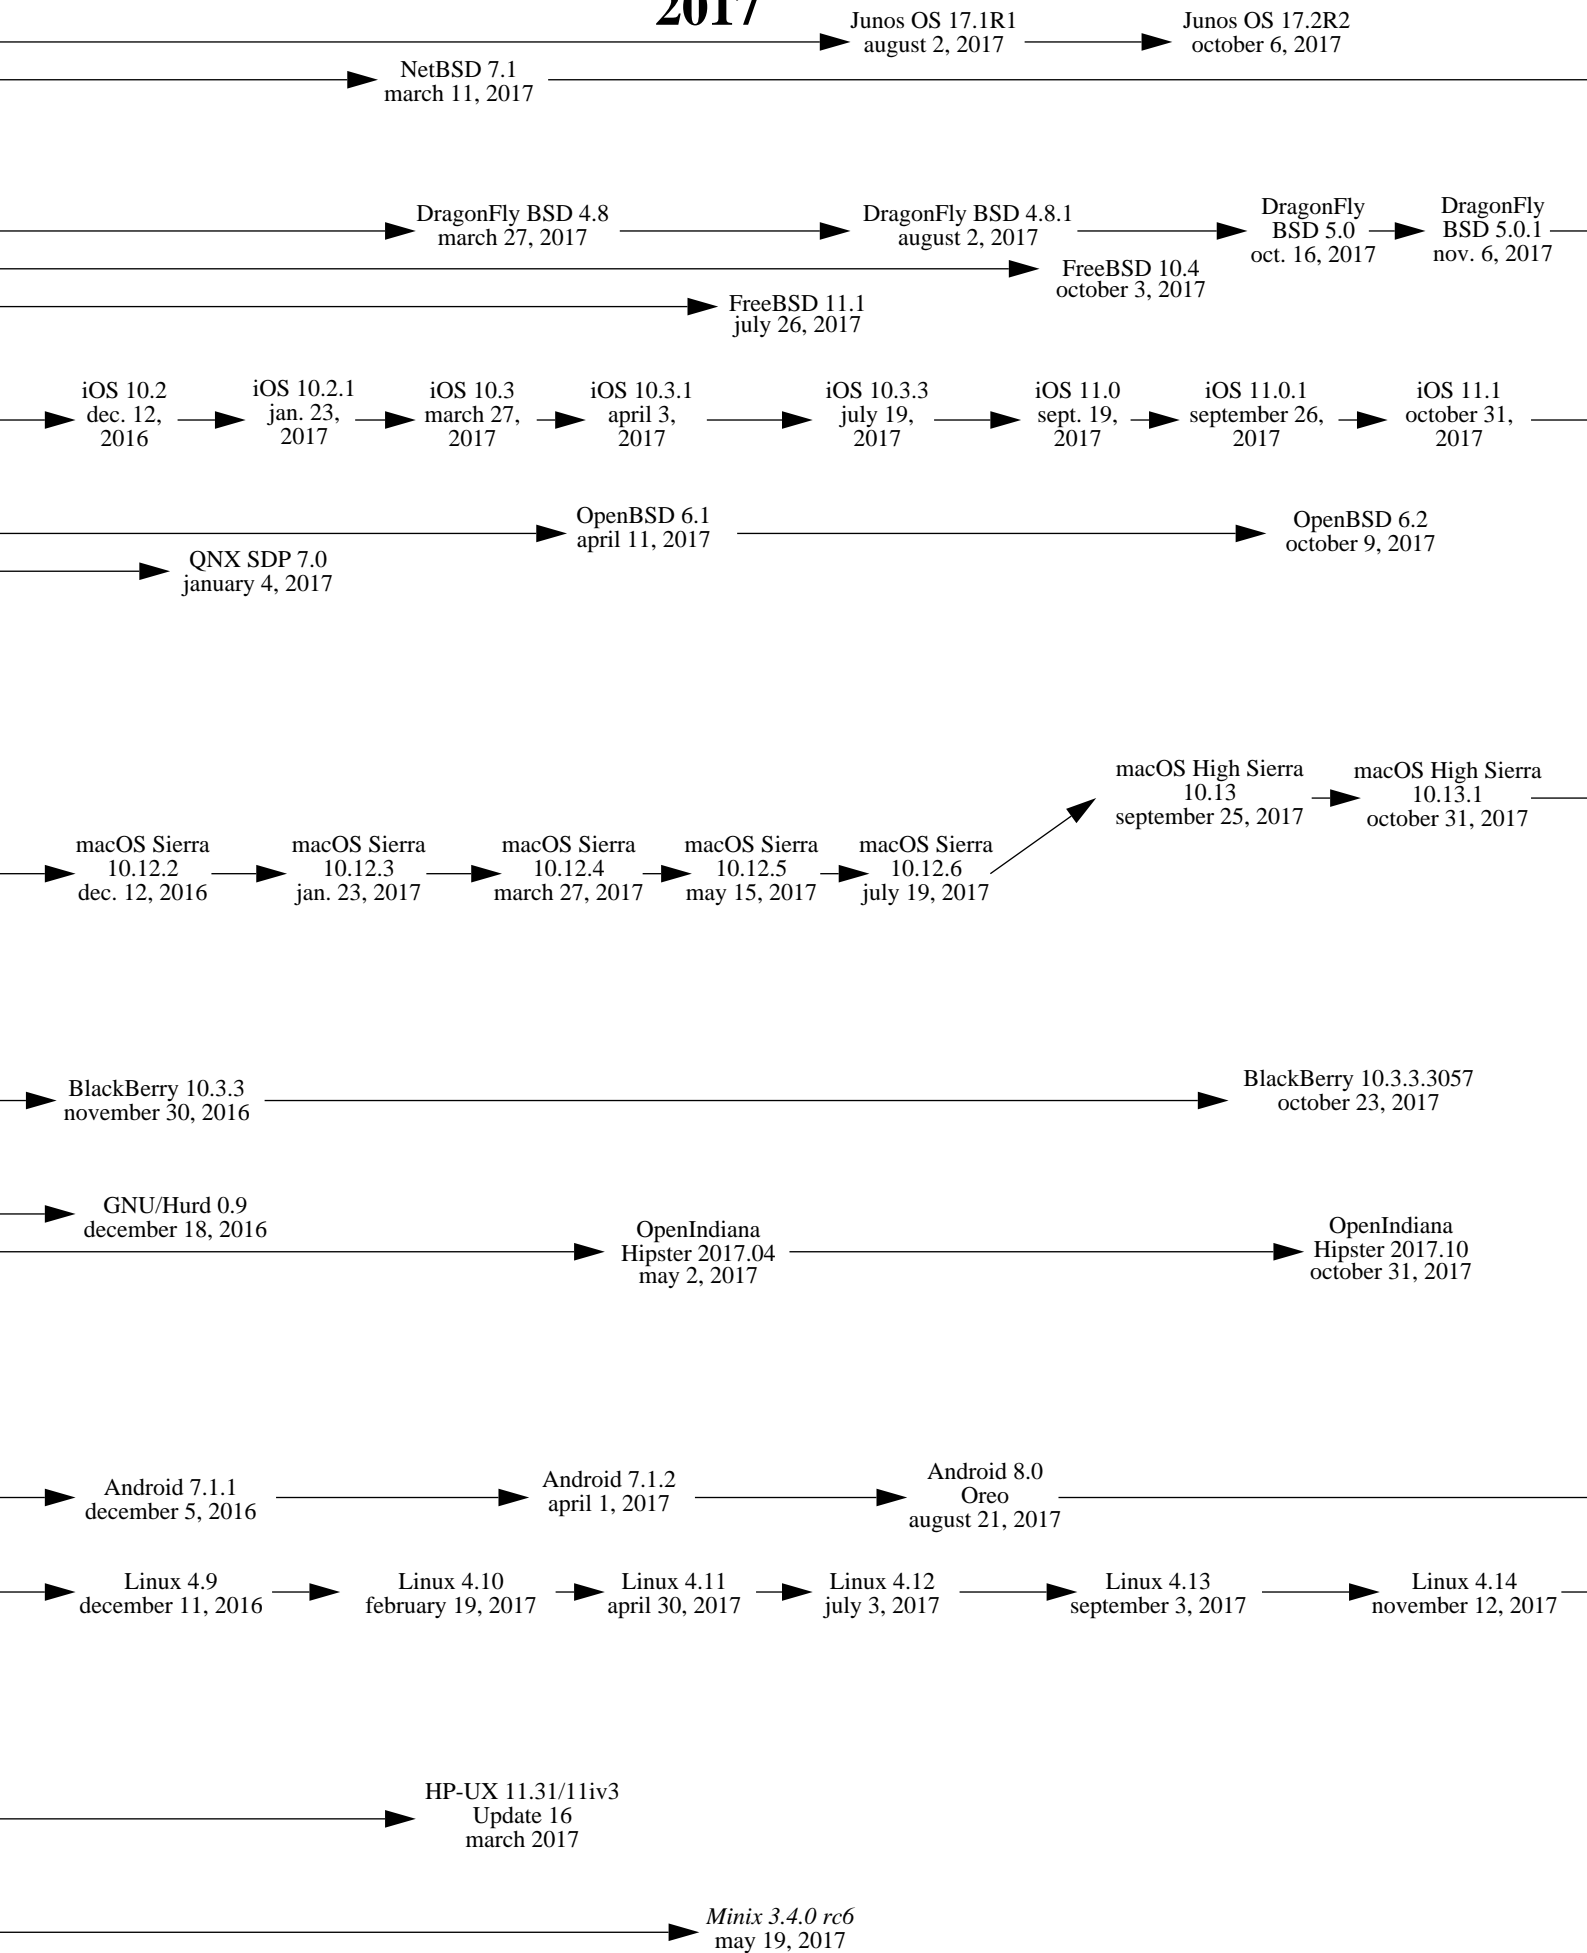 2017
Junos OS 17.1R1
august 2, 2017
Junos OS 17.2R2
october 6, 2017
NetBSD 7.1
march 11, 2017
DragonFly BSD 4.8
march 27, 2017
DragonFly BSD 4.8.1
august 2, 2017
DragonFly
BSD 5.0
oct. 16, 2017
DragonFly
BSD 5.0.1
nov. 6, 2017
FreeBSD 10.4
october 3, 2017
FreeBSD 11.1
july 26, 2017
iOS 10.2
dec. 12,
2016
iOS 10.2.1
jan. 23,
2017
iOS 10.3
march 27,
2017
iOS 10.3.1
april 3,
2017
iOS 10.3.3
july 19,
2017
iOS 11.0
sept. 19,
2017
iOS 11.0.1
september 26,
2017
iOS 11.1
october 31,
2017
OpenBSD 6.1
april 11, 2017
OpenBSD 6.2
october 9, 2017
QNX SDP 7.0
january 4, 2017
macOS High Sierra
10.13
september 25, 2017
macOS High Sierra
10.13.1
october 31, 2017
macOS Sierra
10.12.2
dec. 12, 2016
macOS Sierra
10.12.3
jan. 23, 2017
macOS Sierra
10.12.4
march 27, 2017
macOS Sierra
10.12.5
may 15, 2017
macOS Sierra
10.12.6
july 19, 2017
BlackBerry 10.3.3
november 30, 2016
BlackBerry 10.3.3.3057
october 23, 2017
GNU/Hurd 0.9
december 18, 2016
OpenIndiana
Hipster 2017.04
may 2, 2017
OpenIndiana
Hipster 2017.10
october 31, 2017
Android 7.1.1
december 5, 2016
Android 7.1.2
april 1, 2017
Android 8.0
Oreo
august 21, 2017
Linux 4.9
december 11, 2016
Linux 4.10
february 19, 2017
Linux 4.11
april 30, 2017
Linux 4.12
july 3, 2017
Linux 4.13
september 3, 2017
Linux 4.14
november 12, 2017
HP-UX 11.31/11iv3
Update 16
march 2017
Minix 3.4.0 rc6
may 19, 2017